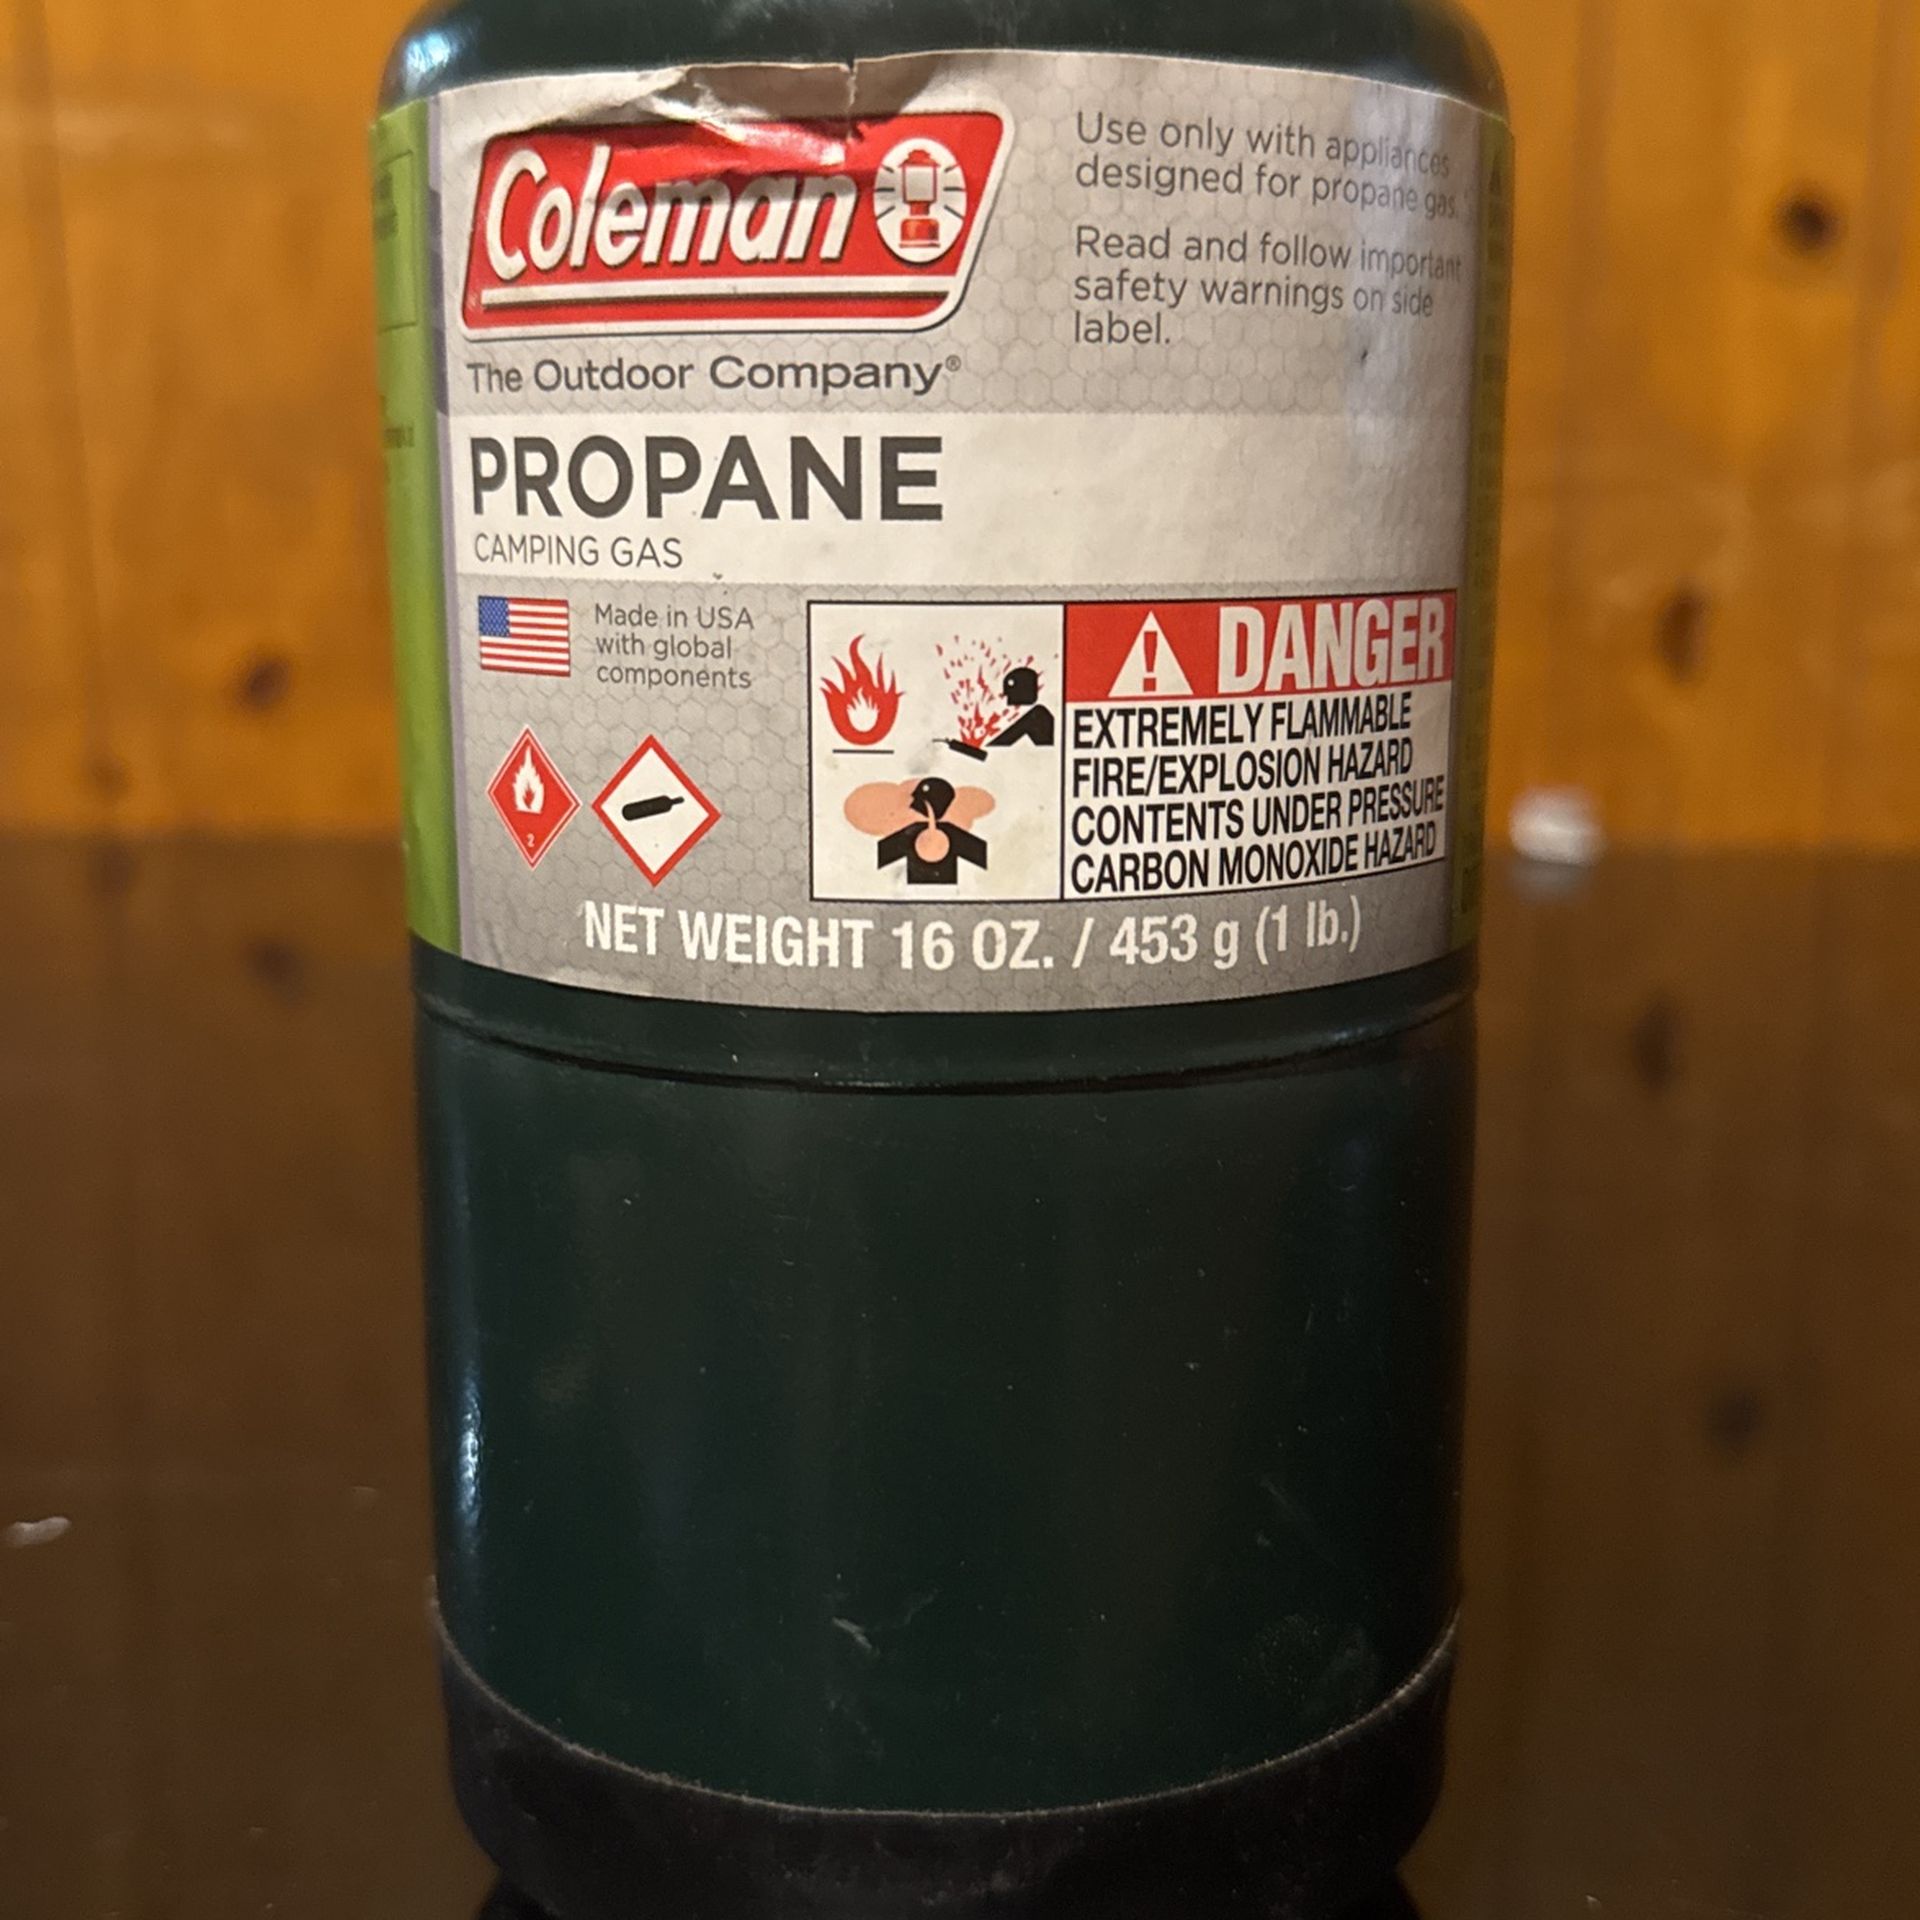 Coleman
The Outdoor Company®
Use only with appliances
designed for propane gas.
Read and follow important
safety warnings on side
label.
PROPANE
CAMPING GAS
Made in USA
with global
components
2
DANGER
EXTREMELY FLAMMABLE
FIRE/EXPLOSION HAZARD
CONTENTS UNDER PRESSURE
CARBON MONOXIDE HAZARD
NET WEIGHT 16 OZ. / 453 g (1 lb.)